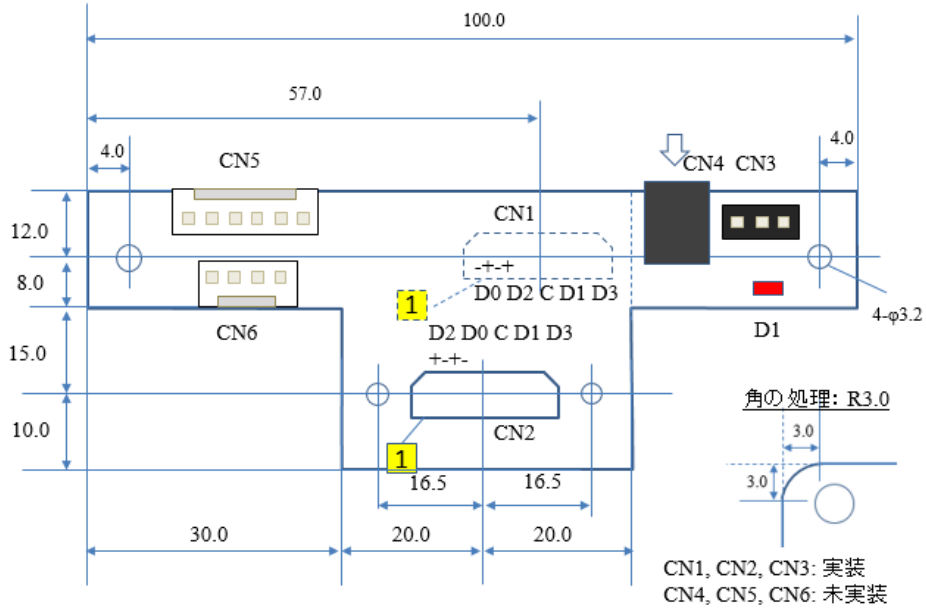 100.0
57.0
4.0
4.0
CN5
CN4 CN3
CN1
12.0
-+-+
8.0
D0 D2 C D1 D3
1
4-φ3.2
CN6
D2 D0 C D1 D3
D1
+-+-
15.0
角の処理: R3.0
CN2
3.0
10.0
1
16.5
16.5
3.0
30.0
20.0
20.0
CN1, CN2, CN3: 実装
CN4, CN5, CN6: 未実装